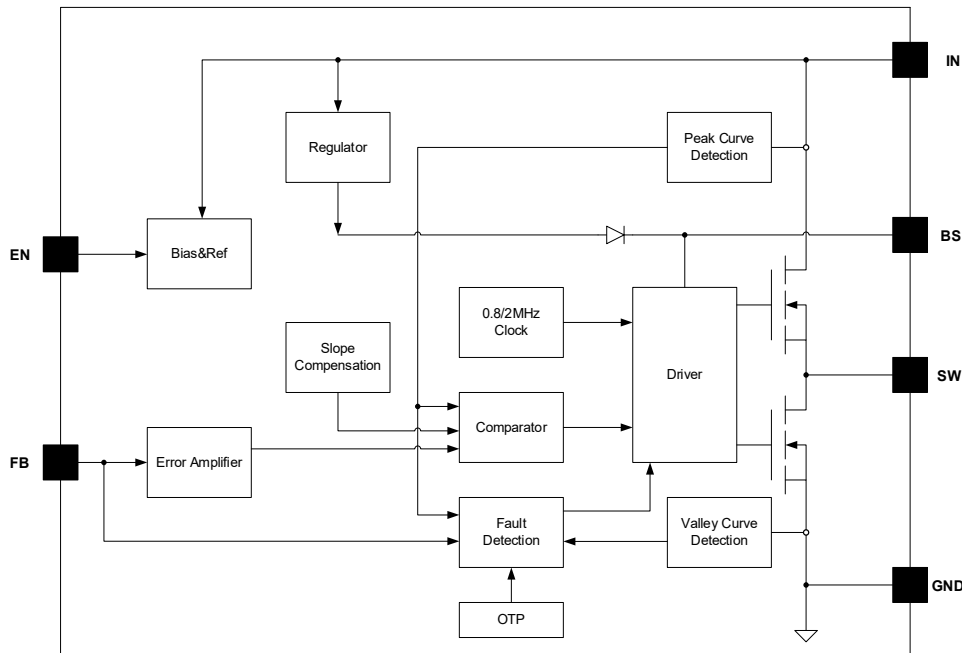 IN
Regulator
Peak Curve
Detection
EN
Bias&Ref
BS
0.8/2MHz
Clock
Slope
Compensation
Driver
SW
Comparator
FB
Error Amplifier
Fault
Detection
Valley Curve
Detection
GND
OTP